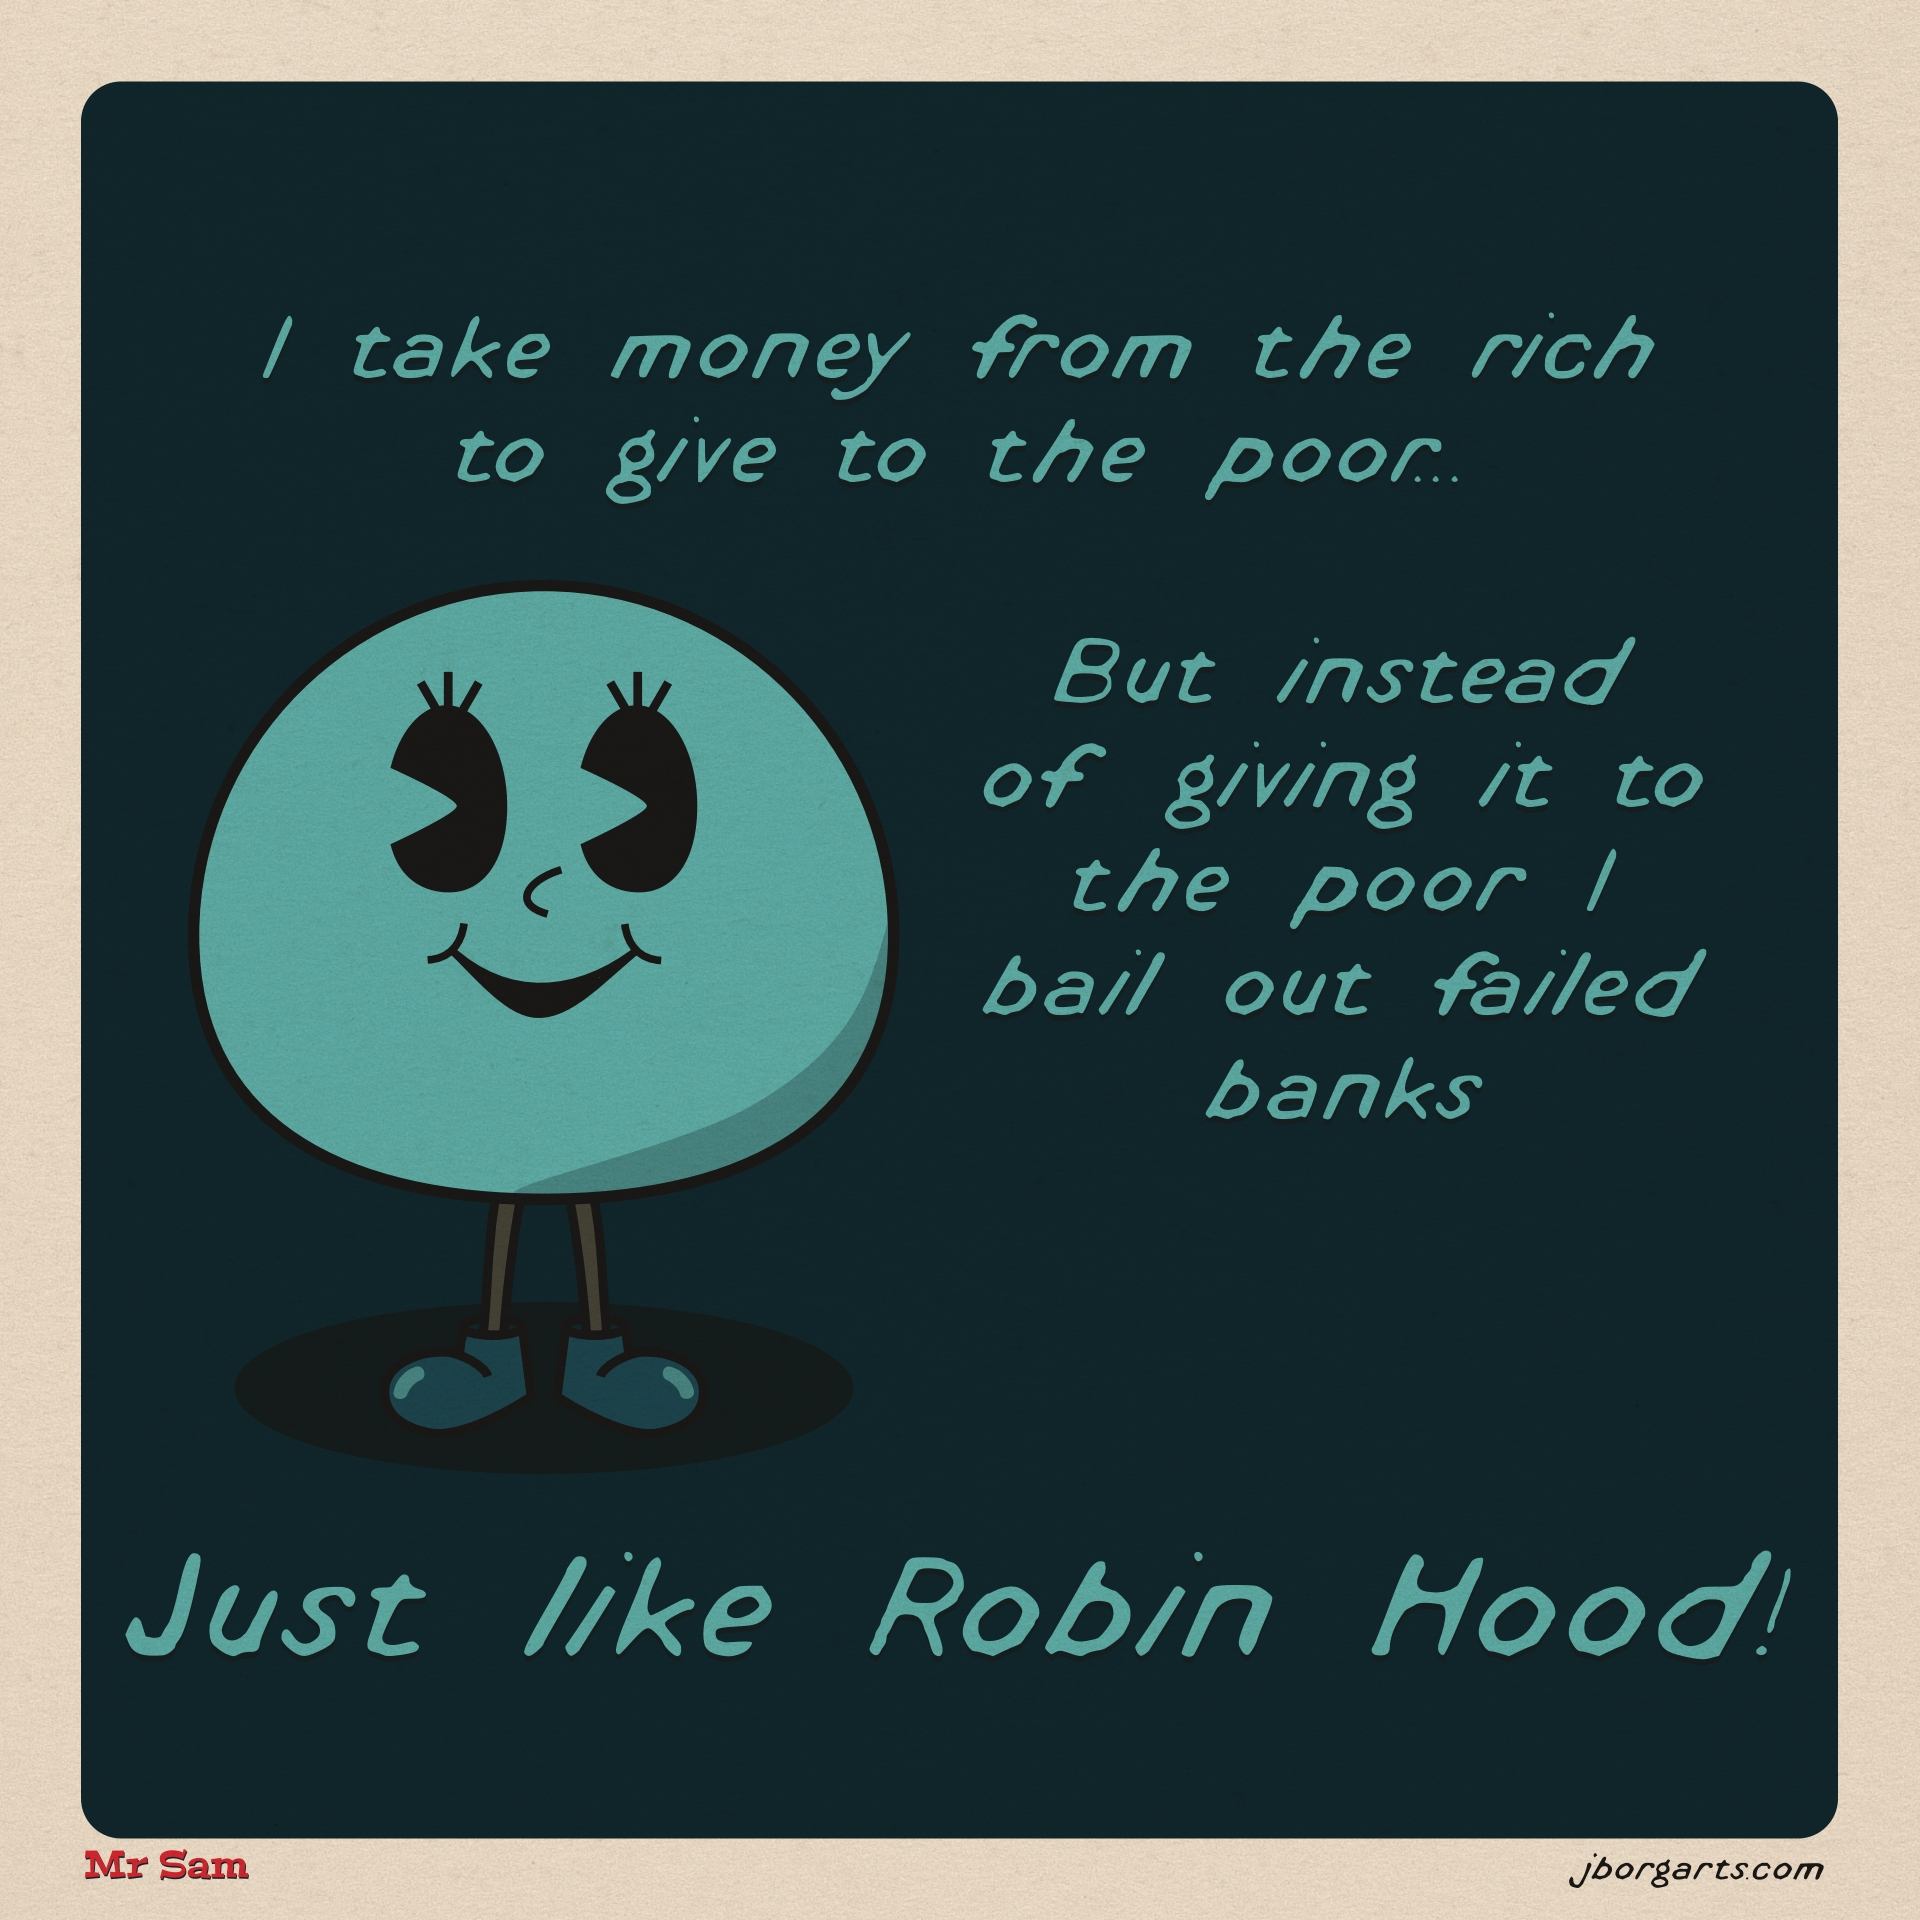 I take money from the rich
to give to the poor...
But instead
of giving it to
the poor I
bail out failed
banks
Just like Robin Hood!
Mr Sam
jborgarts.com